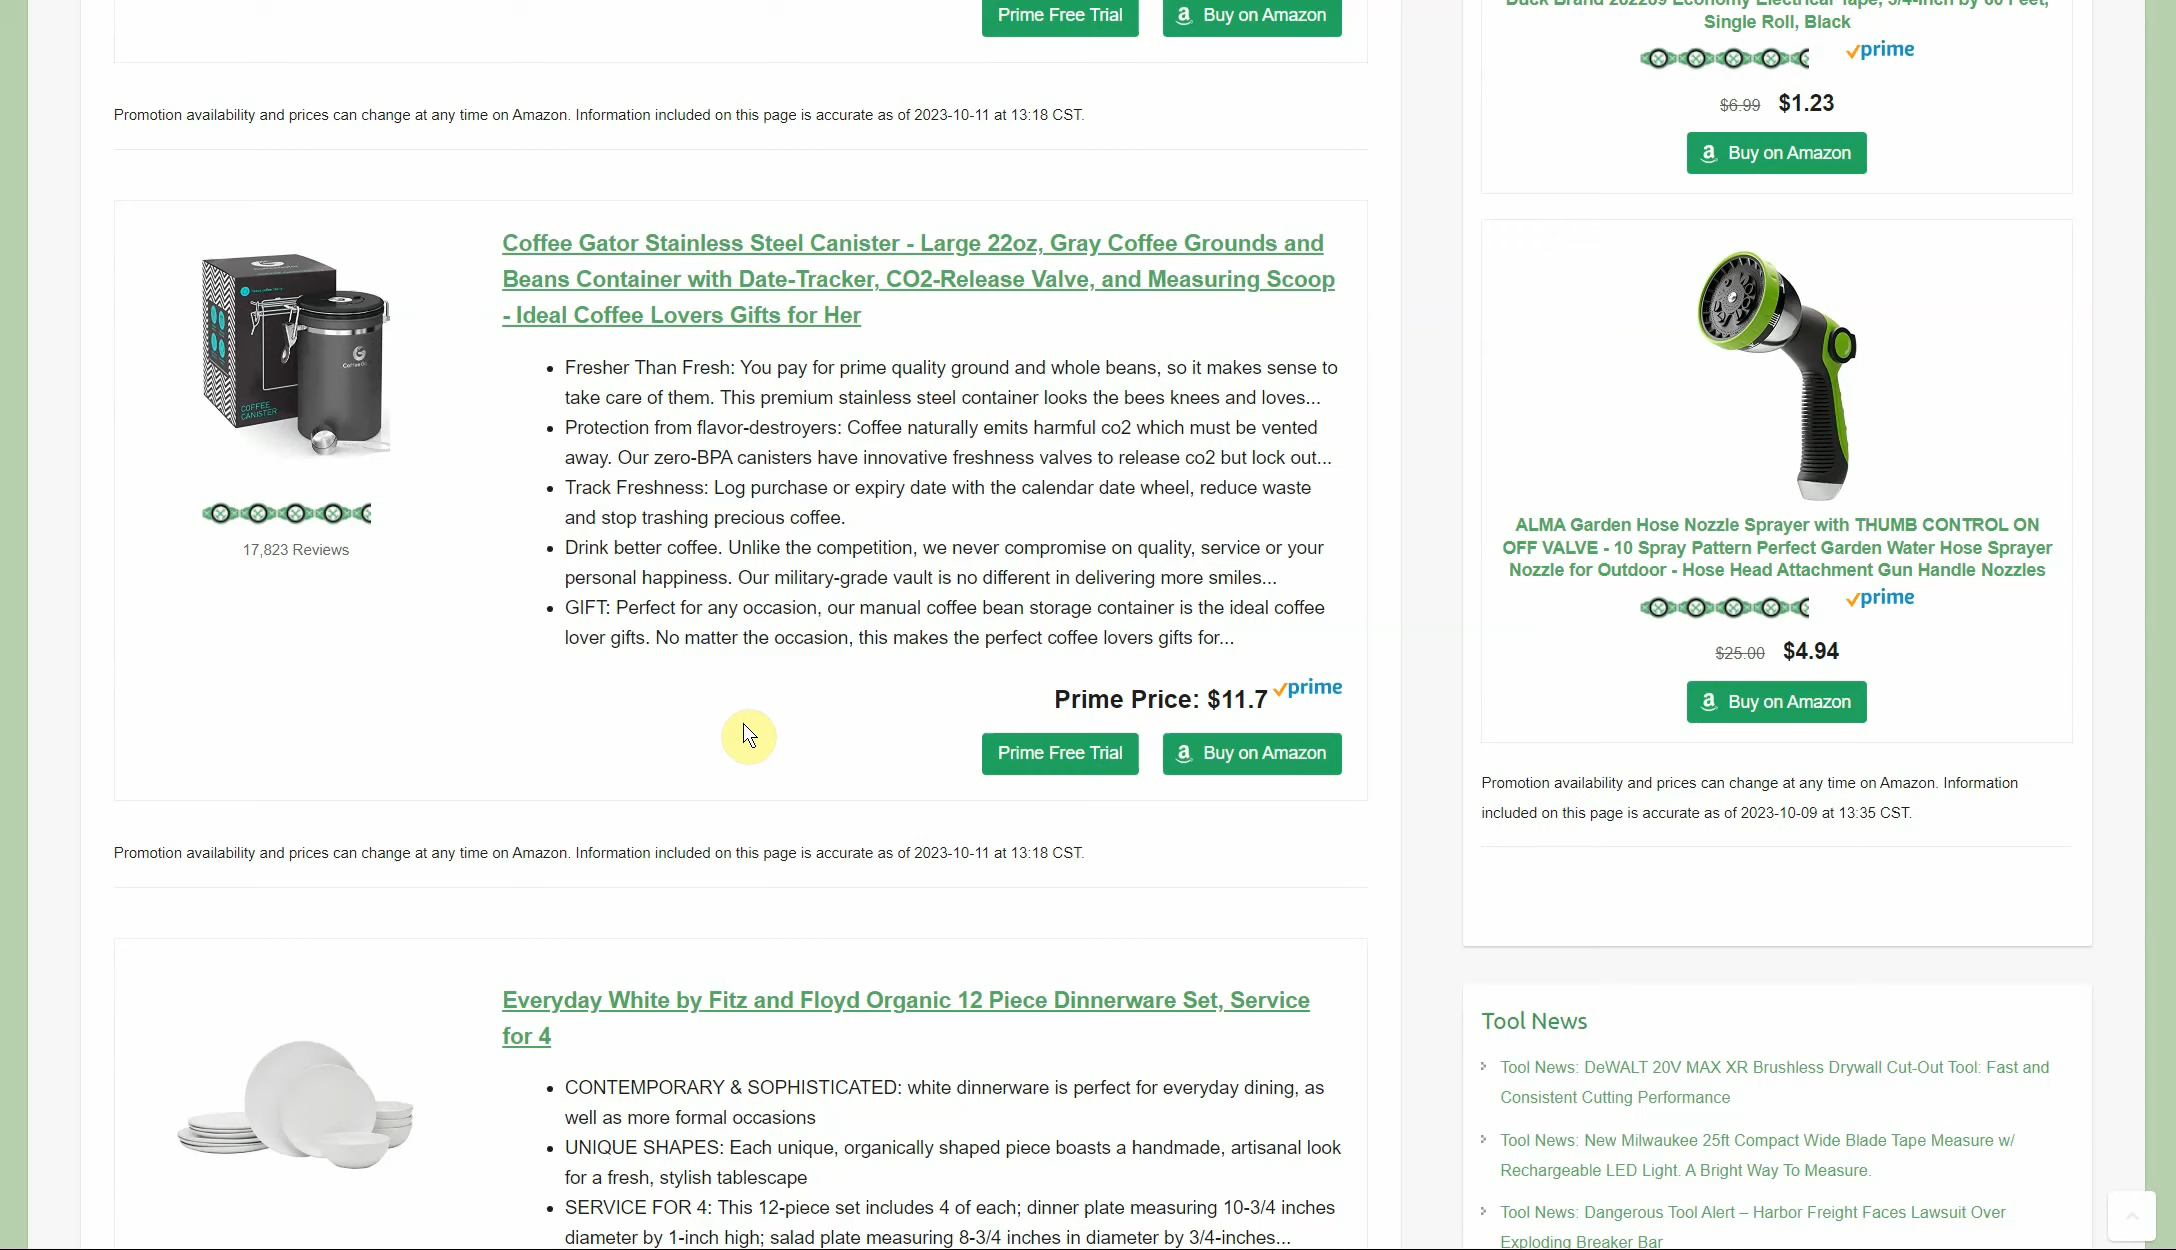 Prime Free Trial
Buy on Amazon
Promotion availability and prices can change at any time on Amazon. Information included on this page is accurate as of 2023-10-11 at 13:18 CST.
Coffee Gator Stainless Steel Canister - Large 22oz, Gray Coffee Grounds and
Beans Container with Date-Tracker, CO2-Release Valve, and Measuring Scoop
- Ideal Coffee Lovers Gifts for Her
COFFEE
CANISTER
17,823 Reviews
• Fresher Than Fresh: You pay for prime quality ground and whole beans, so it makes sense to
take care of them. This premium stainless steel container looks the bees knees and loves...
• Protection from flavor-destroyers: Coffee naturally emits harmful co2 which must be vented
away. Our zero-BPA canisters have innovative freshness valves to release co2 but lock out...
• Track Freshness: Log purchase or expiry date with the calendar date wheel, reduce waste
and stop trashing precious coffee.
• Drink better coffee. Unlike the competition, we never compromise on quality, service or your
personal happiness. Our military-grade vault is no different in delivering more smiles...
• GIFT: Perfect for any occasion, our manual coffee bean storage container is the ideal coffee
lover gifts. No matter the occasion, this makes the perfect coffee lovers gifts for...
Prime Price: $11.7 prime
Prime Free Trial
Buy on Amazon
Promotion availability and prices can change at any time on Amazon. Information included on this page is accurate as of 2023-10-11 at 13:18 CST.
Everyday White by Fitz and Floyd Organic 12 Piece Dinnerware Set, Service
for 4
• CONTEMPORARY & SOPHISTICATED: white dinnerware is perfect for everyday dining, as
well as more formal occasions
• UNIQUE SHAPES: Each unique, organically shaped piece boasts a handmade, artisanal look
for a fresh, stylish tablescape
• SERVICE FOR 4: This 12-piece set includes 4 of each; dinner plate measuring 10-3/4 inches
diameter by 1-inch high; salad plate measuring 8-3/4 inches in diameter by 3/4-inches...
Duck Brand 282289 Economy Electrical Tape, 3/4-Inch by 60 Feet,
Single Roll, Black
prime
$6.99 $1.23
Buy on Amazon
ALMA Garden Hose Nozzle Sprayer with THUMB CONTROL ON
OFF VALVE - 10 Spray Pattern Perfect Garden Water Hose Sprayer
Nozzle for Outdoor - Hose Head Attachment Gun Handle Nozzles
prime
$25.00 $4.94
Buy on Amazon
Promotion availability and prices can change at any time on Amazon. Information
included on this page is accurate as of 2023-10-09 at 13:35 CST.
Tool News
Tool News: DeWALT 20V MAX XR Brushless Drywall Cut-Out Tool: Fast and
Consistent Cutting Performance
Tool News: New Milwaukee 25ft Compact Wide Blade Tape Measure w/
Rechargeable LED Light. A Bright Way To Measure.
Tool News: Dangerous Tool Alert – Harbor Freight Faces Lawsuit Over
Exploding Breaker Bar